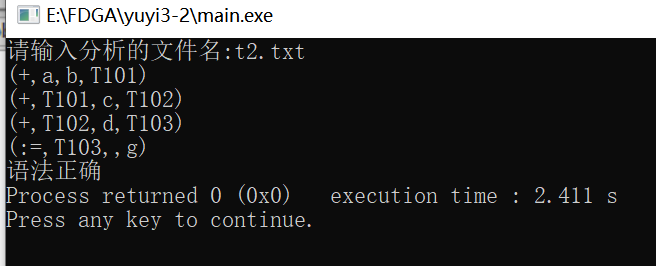 E:\FDGA\yuyi3-2\main.exe
请输入分析的文件名:t2.txt
(+,a,b,T101)
(+,T101,c,T102)
(+,T102,d,T103)
(:=,T103,,g)
语法正确
Process returned 0 (0x0)   execution time : 2.411 s
Press any key to continue.